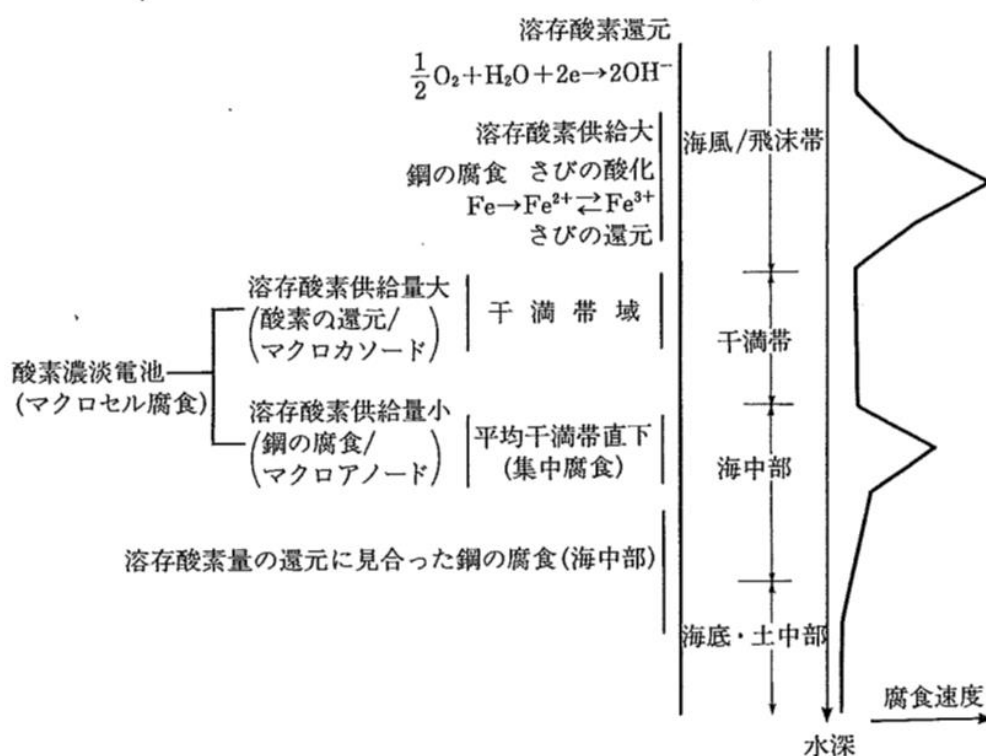 溶存酸素還元
1/2 O₂+H₂O+2e→2OH⁻
溶存酸素供給大
鋼の腐食 さびの酸化
Fe→Fe²⁺⇄Fe³⁺
さびの還元
海風/飛沫帯
溶存酸素供給量大
(酸素の還元/
マクロカソード)
干満帯域
干満帯
酸素濃淡電池
(マクロセル腐食)
溶存酸素供給量小
(鋼の腐食/
マクロアノード)
平均干満帯直下
(集中腐食)
海中部
溶存酸素量の還元に見合った鋼の腐食(海中部)
海底・土中部
腐食速度
水深